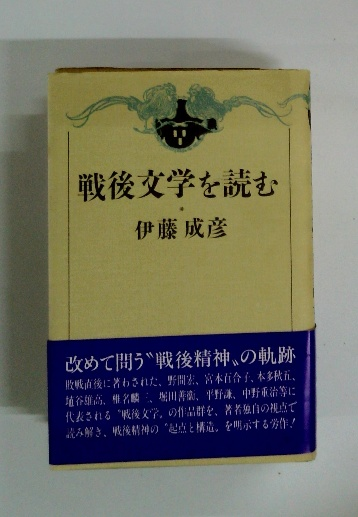 戦後文学を読む
伊藤成彦
改めて問う〝戦後精神〟の軌跡
敗戦直後に著わされた、野間宏、宮本百合子、本多秋五、
埴谷雄高、椎名麟三、堀田善衞、平野謙、中野重治等に
代表される〝戦後文学〟の作品群を、著者独自の視点で
読み解き、戦後精神の〝起点と構造〟を明示する労作!